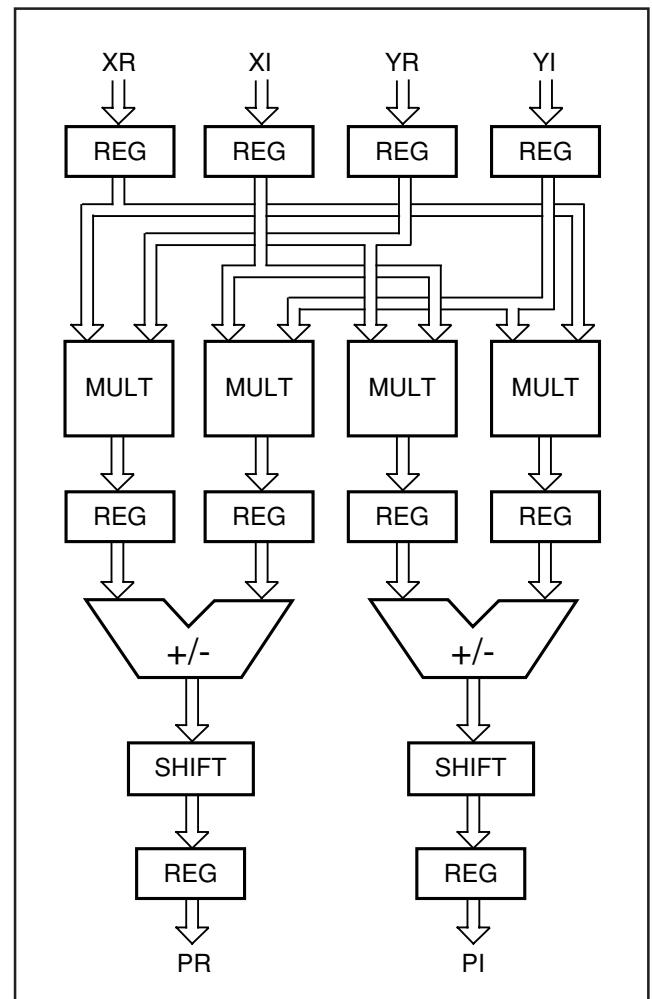 XR XI YR YI
REG REG REG REG
MULT MULT MULT MULT
REG REG REG REG
+/- +/-
SHIFT SHIFT
REG REG
PR PI